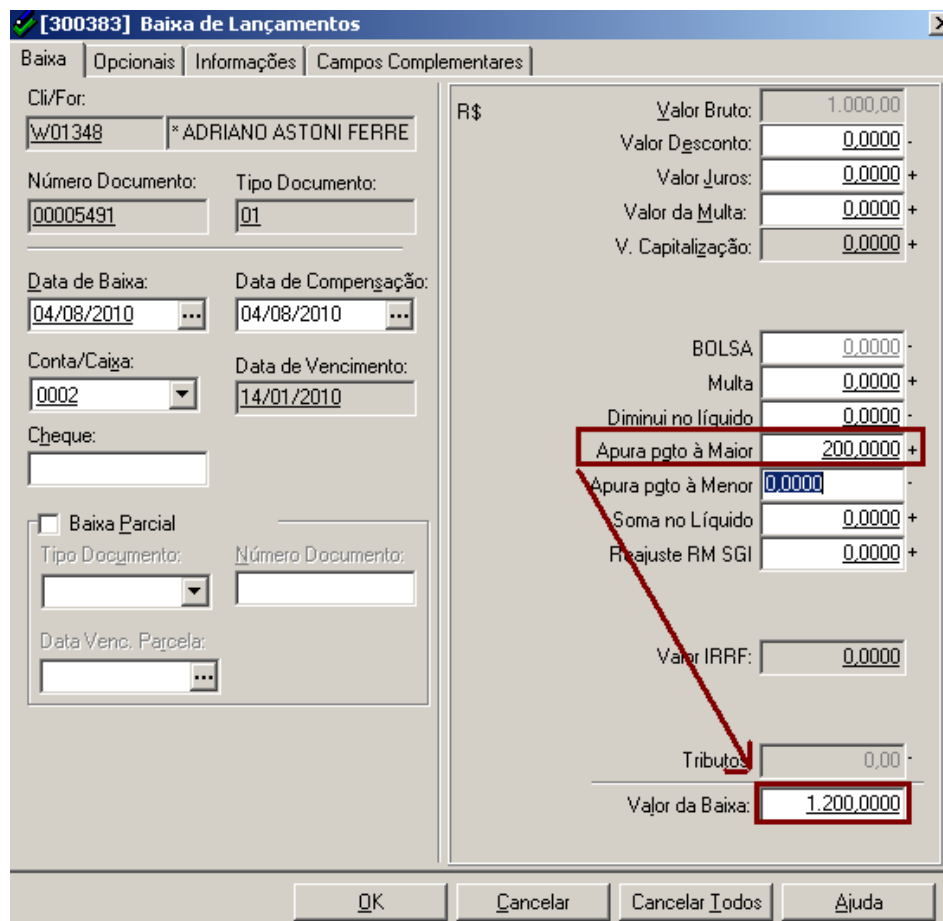 [300383] Baixa de Lançamentos
Baixa Opcionais Informações Campos Complementares
Cli/For:
W01348 * ADRIANO ASTONI FERRE
Número Documento: Tipo Documento:
00005491 01
Data de Baixa: Data de Compensação:
04/08/2010 ... 04/08/2010 ...
Conta/Caixa: Data de Vencimento:
0002 14/01/2010
Cheque:
Baixa Parcial
Tipo Documento: Número Documento:
Data Venc. Parcela:
...
R$ Valor Bruto: 1.000,00
Valor Desconto: 0,0000 -
Valor Juros: 0,0000 +
Valor da Multa: 0,0000 +
V. Capitalização: 0,0000 +
BOLSA 0,0000 -
Multa 0,0000 +
Diminui no líquido 0,0000 -
Apura pgto à Maior 200,0000 +
Apura pgto à Menor 0,0000 -
Soma no Líquido 0,0000 +
Reajuste RM SGI 0,0000 +
Valor IRRF: 0,0000
Tributos 0,00 -
Valor da Baixa: 1.200,0000
OK Cancelar Cancelar Todos Ajuda